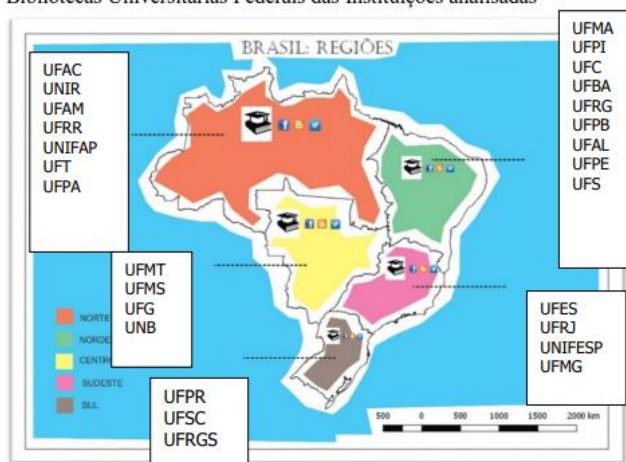 Bibliotecas Universitárias Federais das Instituições analisadas
BRASIL: REGIÕES
UFAC
UNIR
UFAM
UFRR
UNIFAP
UFT
UFPA
UFMA
UFPI
UFC
UFBA
UFRG
UFPB
UFAL
UFPE
UFS
UFMT
UFMS
UFG
UNB
UFES
UFRJ
UNIFESP
UFMG
UFPR
UFSC
UFRGS
NORTE
NORDE
CENTR
SUDESTE
SUL
500 0 500 1000 1500 2000 km